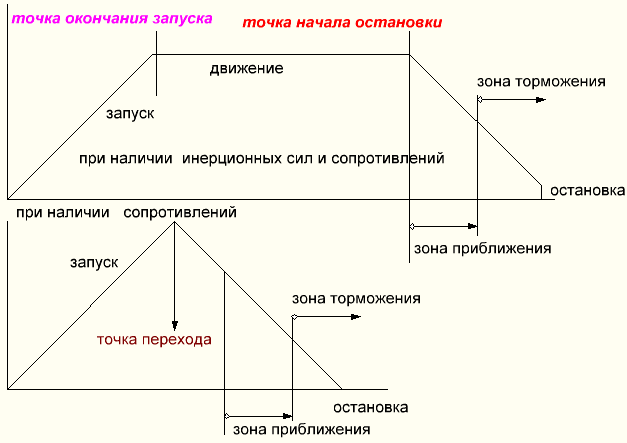 точка окончания запуска
точка начала остановки
движение
зона торможения
запуск
при наличии инерционных сил и сопротивлений
остановка
при наличии сопротивлений
зона приближения
запуск
зона торможения
точка перехода
остановка
зона приближения